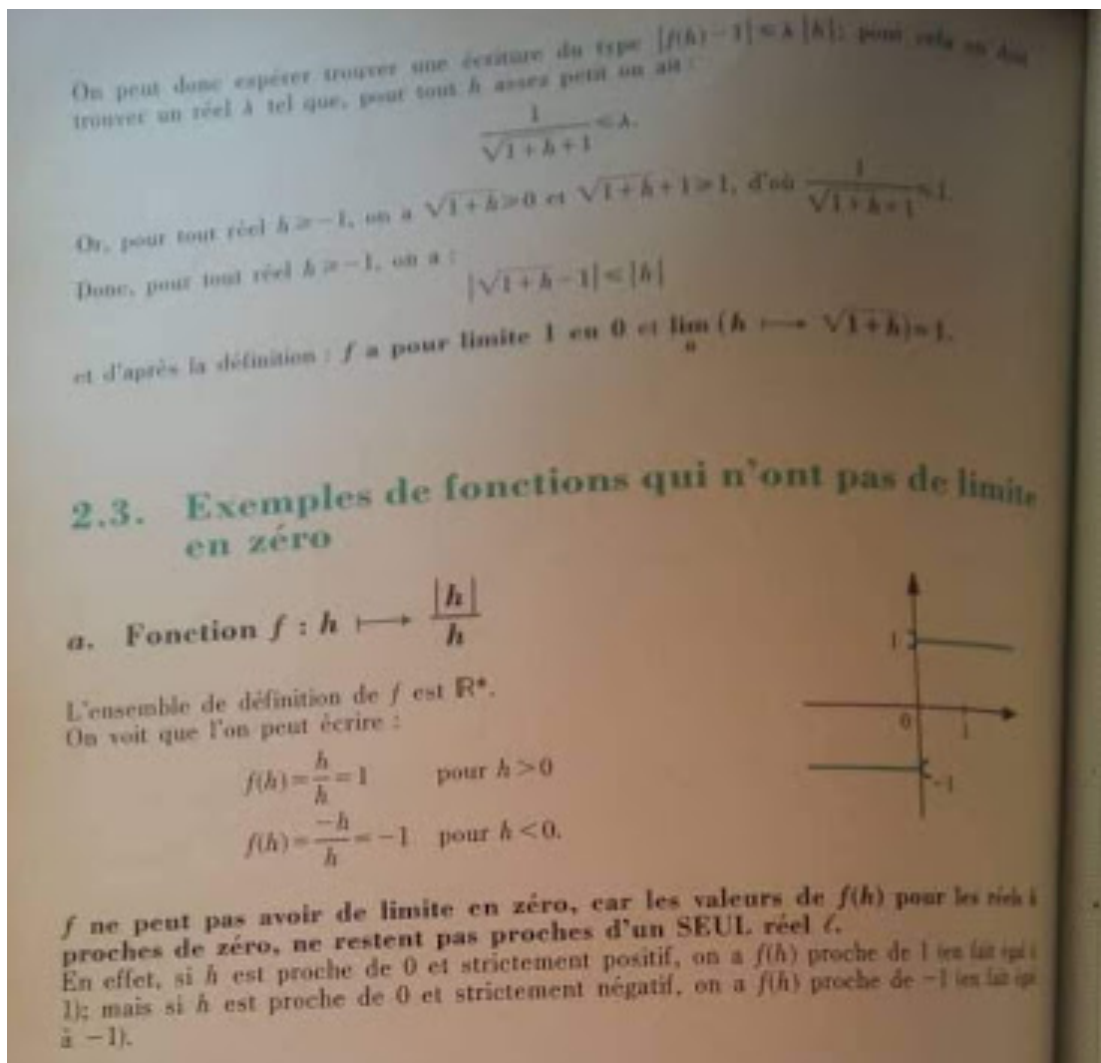 On peut donc espérer trouver une écriture du type |f(h)-1| ⩽ λ |h|; pour cela on doit
trouver un réel λ tel que, pour tout h assez petit on ait :
1/(√1+h+1) ⩽ λ.
Or, pour tout réel h ⩾ -1, on a √1+h ⩾ 0 et √1+h+1 ⩾ 1, d'où 1/(√1+h+1) ⩽ 1.
Donc, pour tout réel h ⩾ -1, on a :
|√1+h-1| ⩽ |h|
et d'après la définition : f a pour limite 1 en 0 et lim (h ⟼ √1+h)=1.
0
2.3. Exemples de fonctions qui n'ont pas de limite
en zéro
a. Fonction f : h ⟼ |h|/h
1
0
1
-1
L'ensemble de définition de f est ℝ*.
On voit que l'on peut écrire :
f(h)=h/h=1 pour h>0
f(h)=-h/h=-1 pour h<0.
f ne peut pas avoir de limite en zéro, car les valeurs de f(h) pour les réels h
proches de zéro, ne restent pas proches d'un SEUL réel ℓ.
En effet, si h est proche de 0 et strictement positif, on a f(h) proche de 1 (en fait
1); mais si h est proche de 0 et strictement négatif, on a f(h) proche de -1 (en fait
à -1).